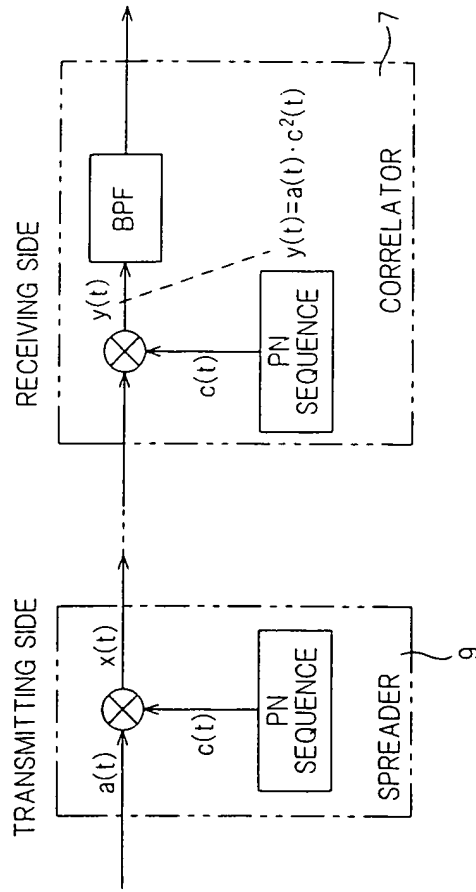 TRANSMITTING SIDE
a(t)
x(t)
c(t)
PN
SEQUENCE
SPREADER
9
RECEIVING SIDE
y(t)
BPF
c(t)
y(t)=a(t)·c²(t)
PN
SEQUENCE
CORRELATOR
7